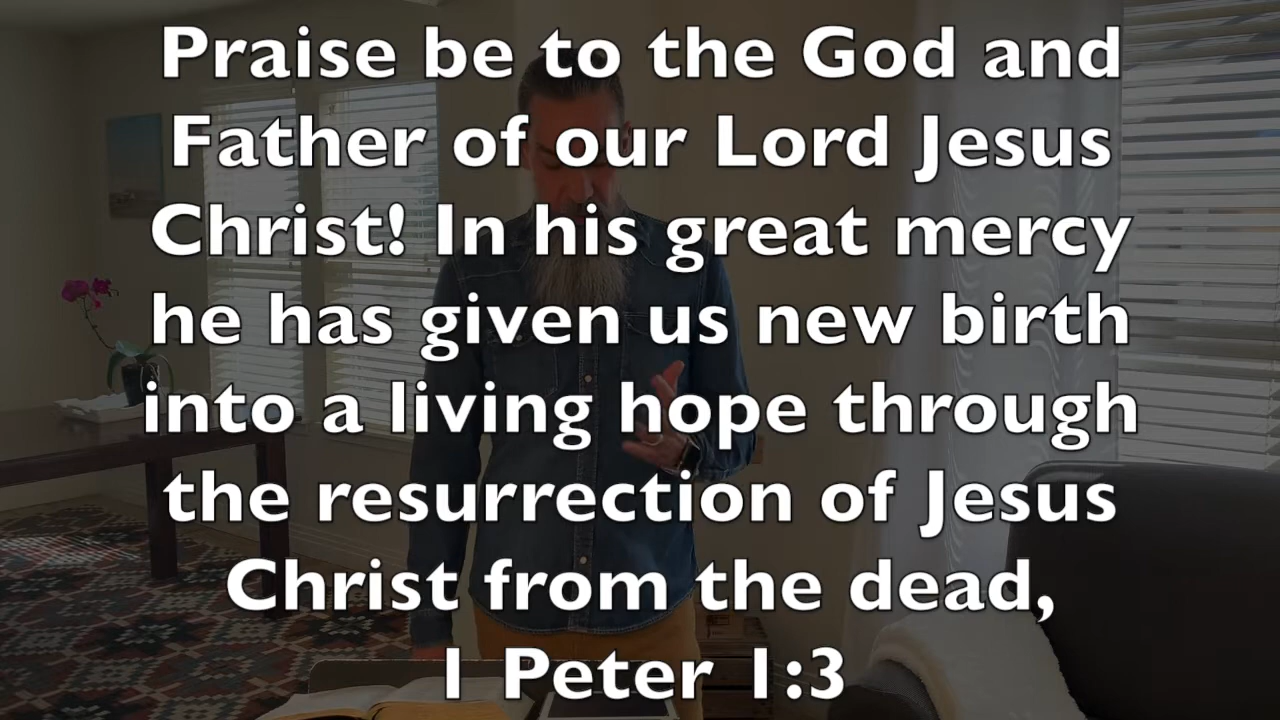 Praise be to the God and
Father of our Lord Jesus
Christ! In his great mercy
he has given us new birth
into a living hope through
the resurrection of Jesus
Christ from the dead,
1 Peter 1:3